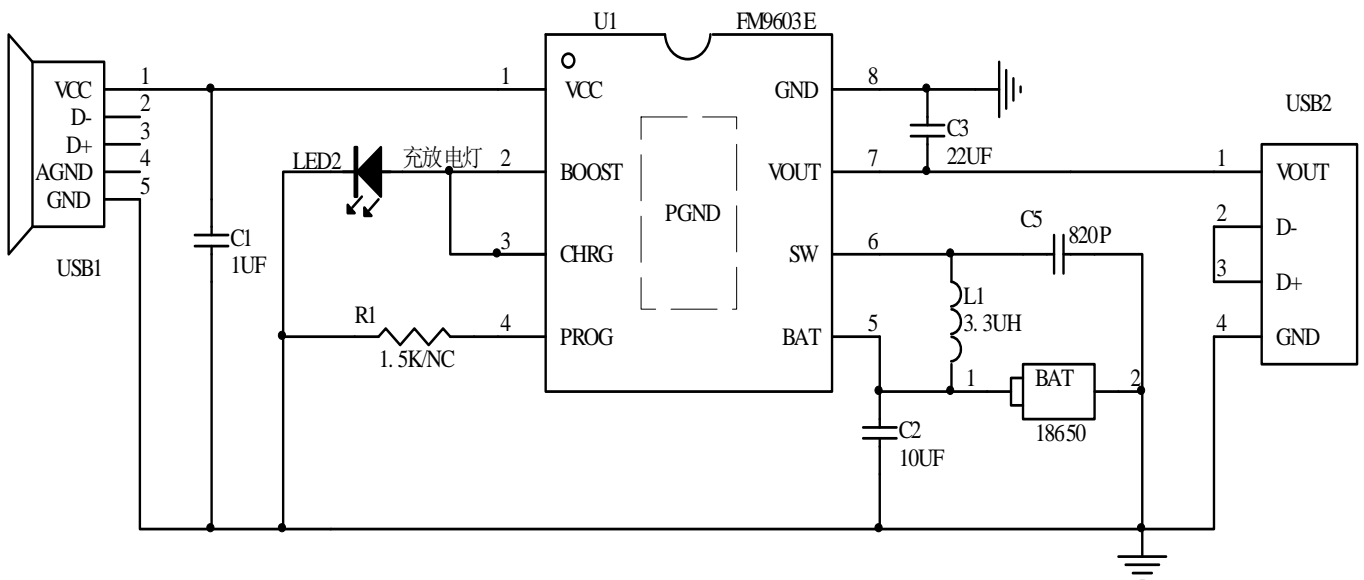 U1 FM9603E
USB1
VCC 1
D- 2
D+ 3
AGND 4
GND 5
C1
1UF
LED2 充放电灯
R1
1. 5K/NC
1 VCC
2 BOOST
3 CHRG
4 PROG
PGND
GND 8
VOUT 7
SW 6
BAT 5
C3
22UF
C5 820P
L1
3. 3UH
1 BAT 2
18650
C2
10UF
USB2
1 VOUT
2 D-
3 D+
4 GND